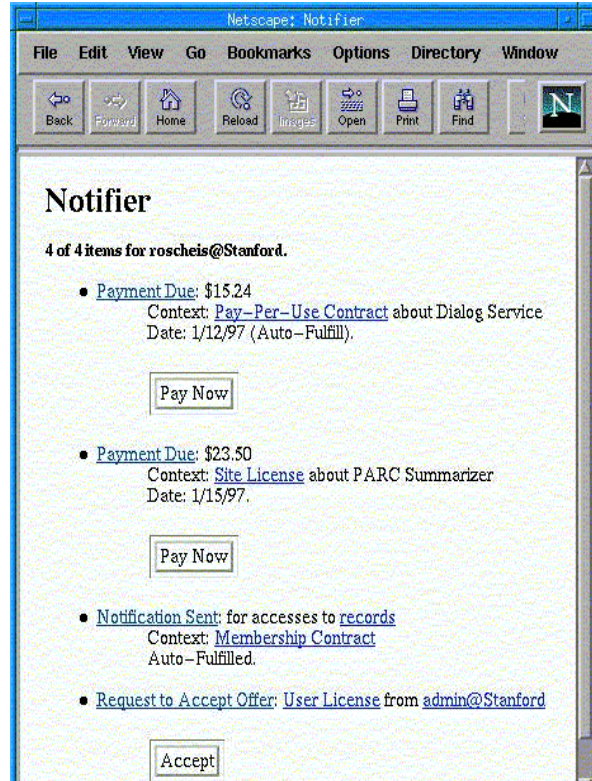 Netscape: Notifier
File Edit View Go Bookmarks Options Directory Window
Back Forward Home Reload Images Open Print Find N
Notifier
4 of 4 items for roscheis@Stanford.
• Payment Due: $15.24
Context: Pay-Per-Use Contract about Dialog Service
Date: 1/12/97 (Auto-Fulfill).
Pay Now
• Payment Due: $23.50
Context: Site License about PARC Summarizer
Date: 1/15/97.
Pay Now
• Notification Sent: for accesses to records
Context: Membership Contract
Auto-Fulfilled.
• Request to Accept Offer: User License from admin@Stanford
Accept